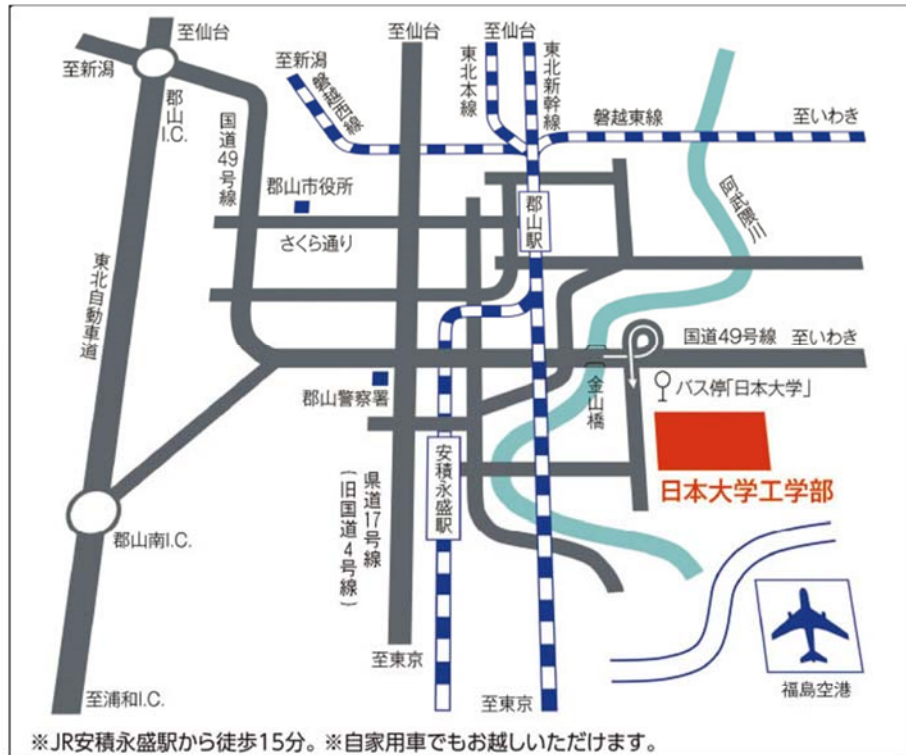 至仙台
至新潟
郡山I.C.
国道49号線
至新潟
磐越西線
至仙台
至仙台
東北本線
東北新幹線
磐越東線
至いわき
郡山市役所
さくら通り
郡山駅
阿武隈川
東北自動車道
国道49号線
至いわき
郡山警察署
金山橋
バス停「日本大学」
日本大学工学部
安積永盛駅
県道17号線
(旧国道4号線)
郡山南I.C.
至東京
至東京
至浦和I.C.
福島空港
※JR安積永盛駅から徒歩15分。※自家用車でもお越しいただけます。